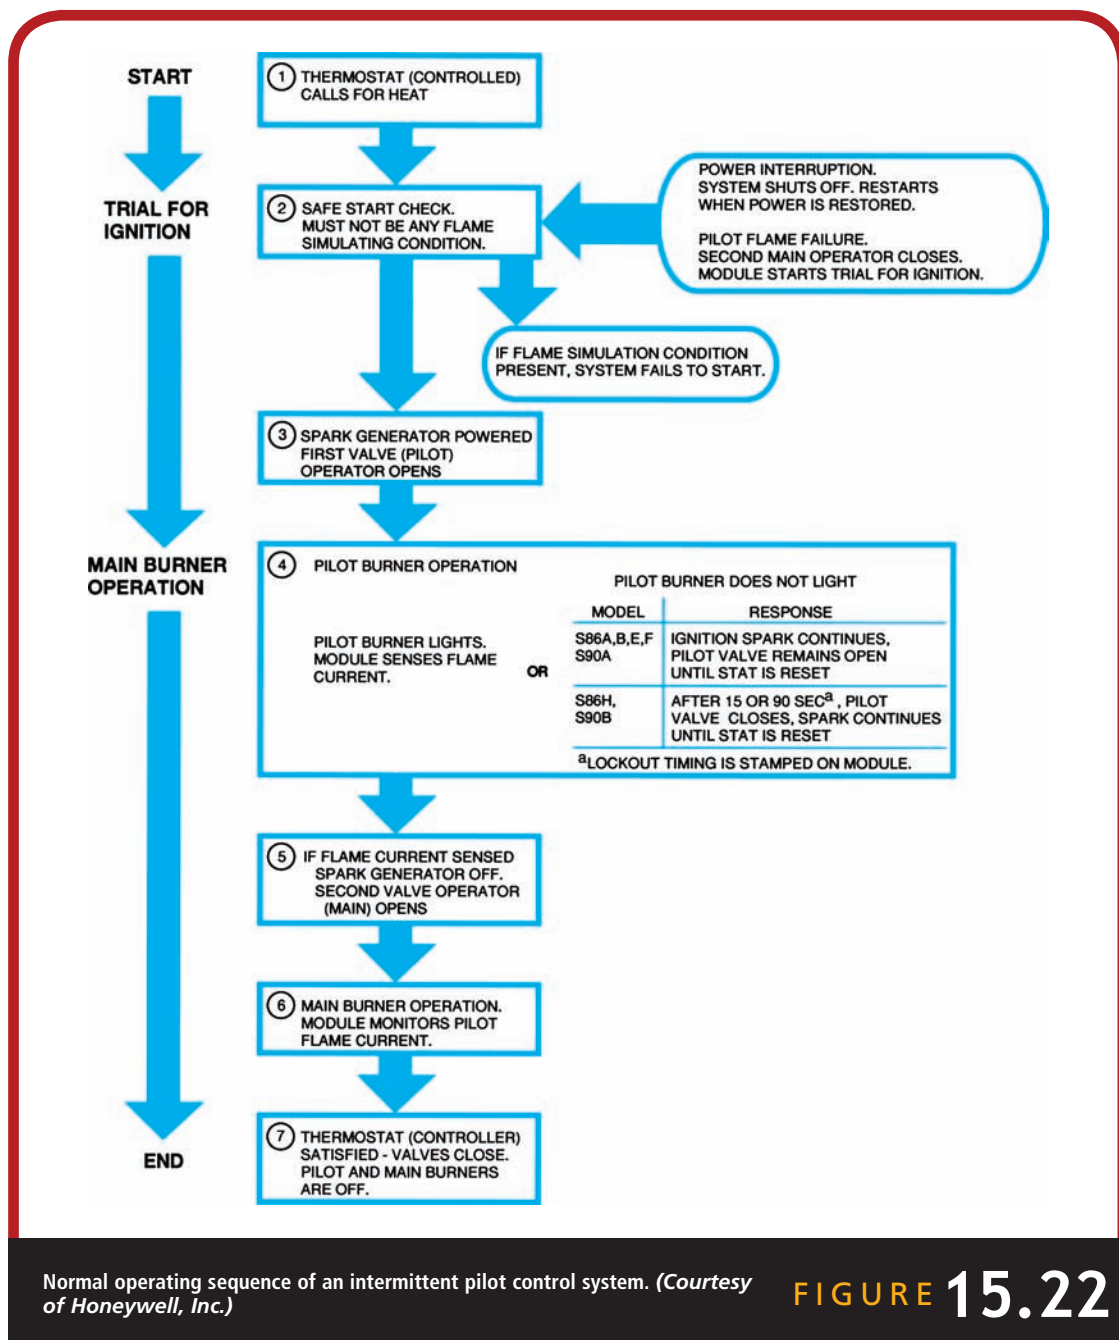 START
TRIAL FOR
IGNITION
MAIN BURNER
OPERATION
END
1 THERMOSTAT (CONTROLLED)
CALLS FOR HEAT
2 SAFE START CHECK.
MUST NOT BE ANY FLAME
SIMULATING CONDITION.
POWER INTERRUPTION.
SYSTEM SHUTS OFF. RESTARTS
WHEN POWER IS RESTORED.
PILOT FLAME FAILURE.
SECOND MAIN OPERATOR CLOSES.
MODULE STARTS TRIAL FOR IGNITION.
IF FLAME SIMULATION CONDITION
PRESENT, SYSTEM FAILS TO START.
3 SPARK GENERATOR POWERED
FIRST VALVE (PILOT)
OPERATOR OPENS
4 PILOT BURNER OPERATION
PILOT BURNER LIGHTS.
MODULE SENSES FLAME
CURRENT.
OR
PILOT BURNER DOES NOT LIGHT
MODEL RESPONSE
S86A,B,E,F IGNITION SPARK CONTINUES,
S90A PILOT VALVE REMAINS OPEN
UNTIL STAT IS RESET
S86H, AFTER 15 OR 90 SECa, PILOT
S90B VALVE CLOSES, SPARK CONTINUES
UNTIL STAT IS RESET
aLOCKOUT TIMING IS STAMPED ON MODULE.
5 IF FLAME CURRENT SENSED
SPARK GENERATOR OFF.
SECOND VALVE OPERATOR
(MAIN) OPENS
6 MAIN BURNER OPERATION.
MODULE MONITORS PILOT
FLAME CURRENT.
7 THERMOSTAT (CONTROLLER)
SATISFIED - VALVES CLOSE.
PILOT AND MAIN BURNERS
ARE OFF.
Normal operating sequence of an intermittent pilot control system. (Courtesy
of Honeywell, Inc.)
FIGURE 15.22